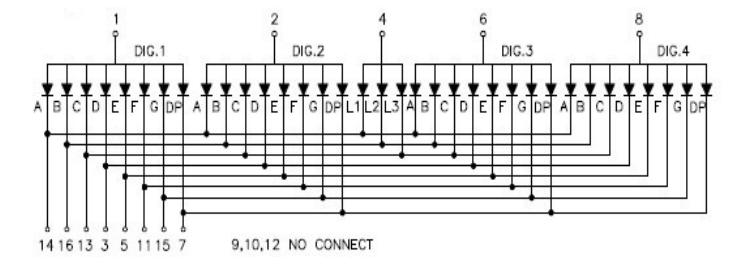 1 2 4 6 8
DIG.1 DIG.2 DIG.3 DIG.4
A B C D E F G DP A B C D E F G DP L1 L2 L3 A B C D E F G DP A B C D E F G DP
14 16 13 3 5 11 15 7 9,10,12 NO CONNECT